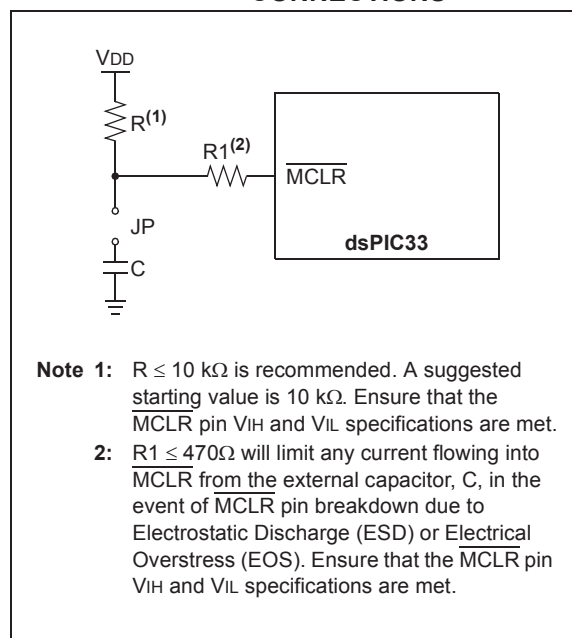 CONNECTIONS
VDD
R(1)
R1(2)
MCLR
JP
dsPIC33
C
Note 1: R ≤ 10 kΩ is recommended. A suggested
starting value is 10 kΩ. Ensure that the
MCLR pin VIH and VIL specifications are met.
2: R1 ≤ 470Ω will limit any current flowing into
MCLR from the external capacitor, C, in the
event of MCLR pin breakdown due to
Electrostatic Discharge (ESD) or Electrical
Overstress (EOS). Ensure that the MCLR pin
VIH and VIL specifications are met.